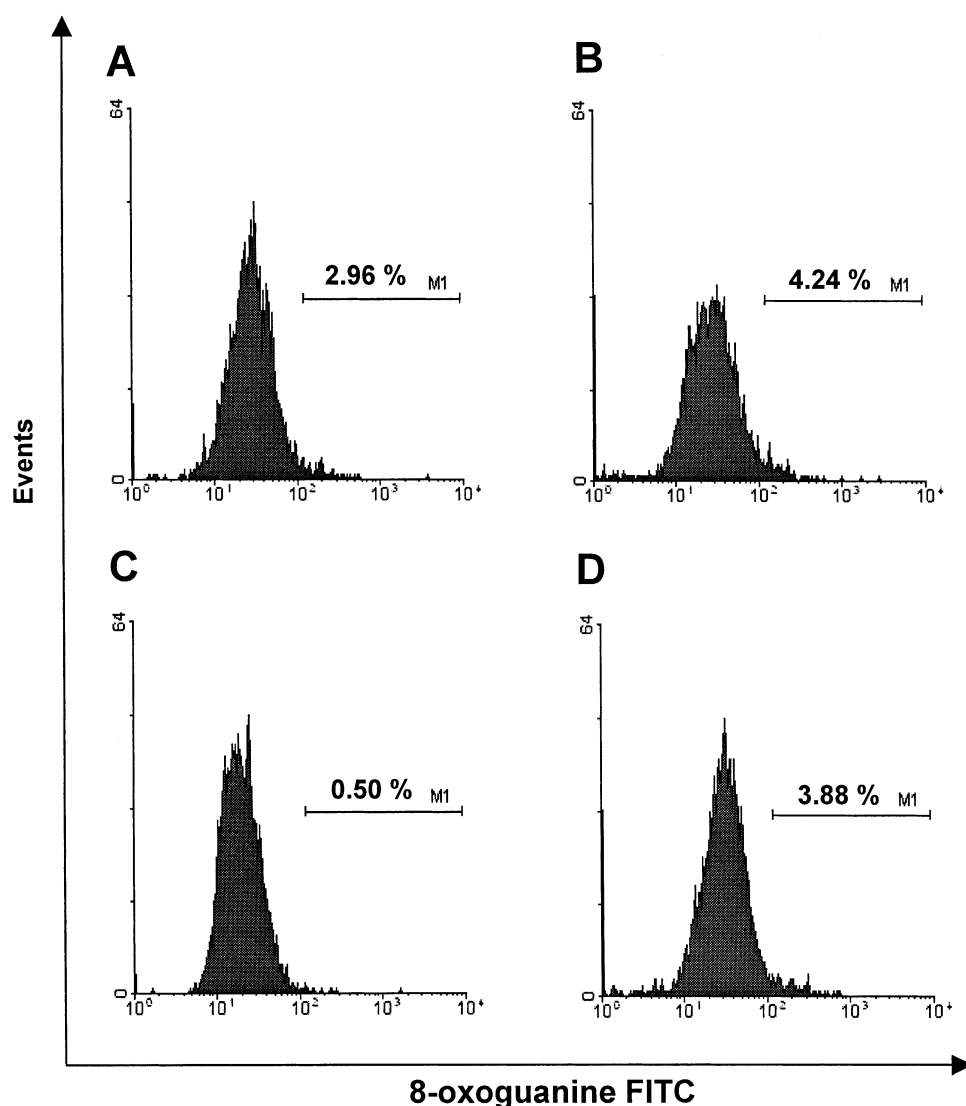 A
64
2.96 % M1
0
10⁰ 10¹ 10² 10³ 10⁴
B
64
4.24 % M1
0
10⁰ 10¹ 10² 10³ 10⁴
Events
C
64
0.50 % M1
0
10⁰ 10¹ 10² 10³ 10⁴
D
64
3.88 % M1
0
10⁰ 10¹ 10² 10³ 10⁴
8-oxoguanine FITC